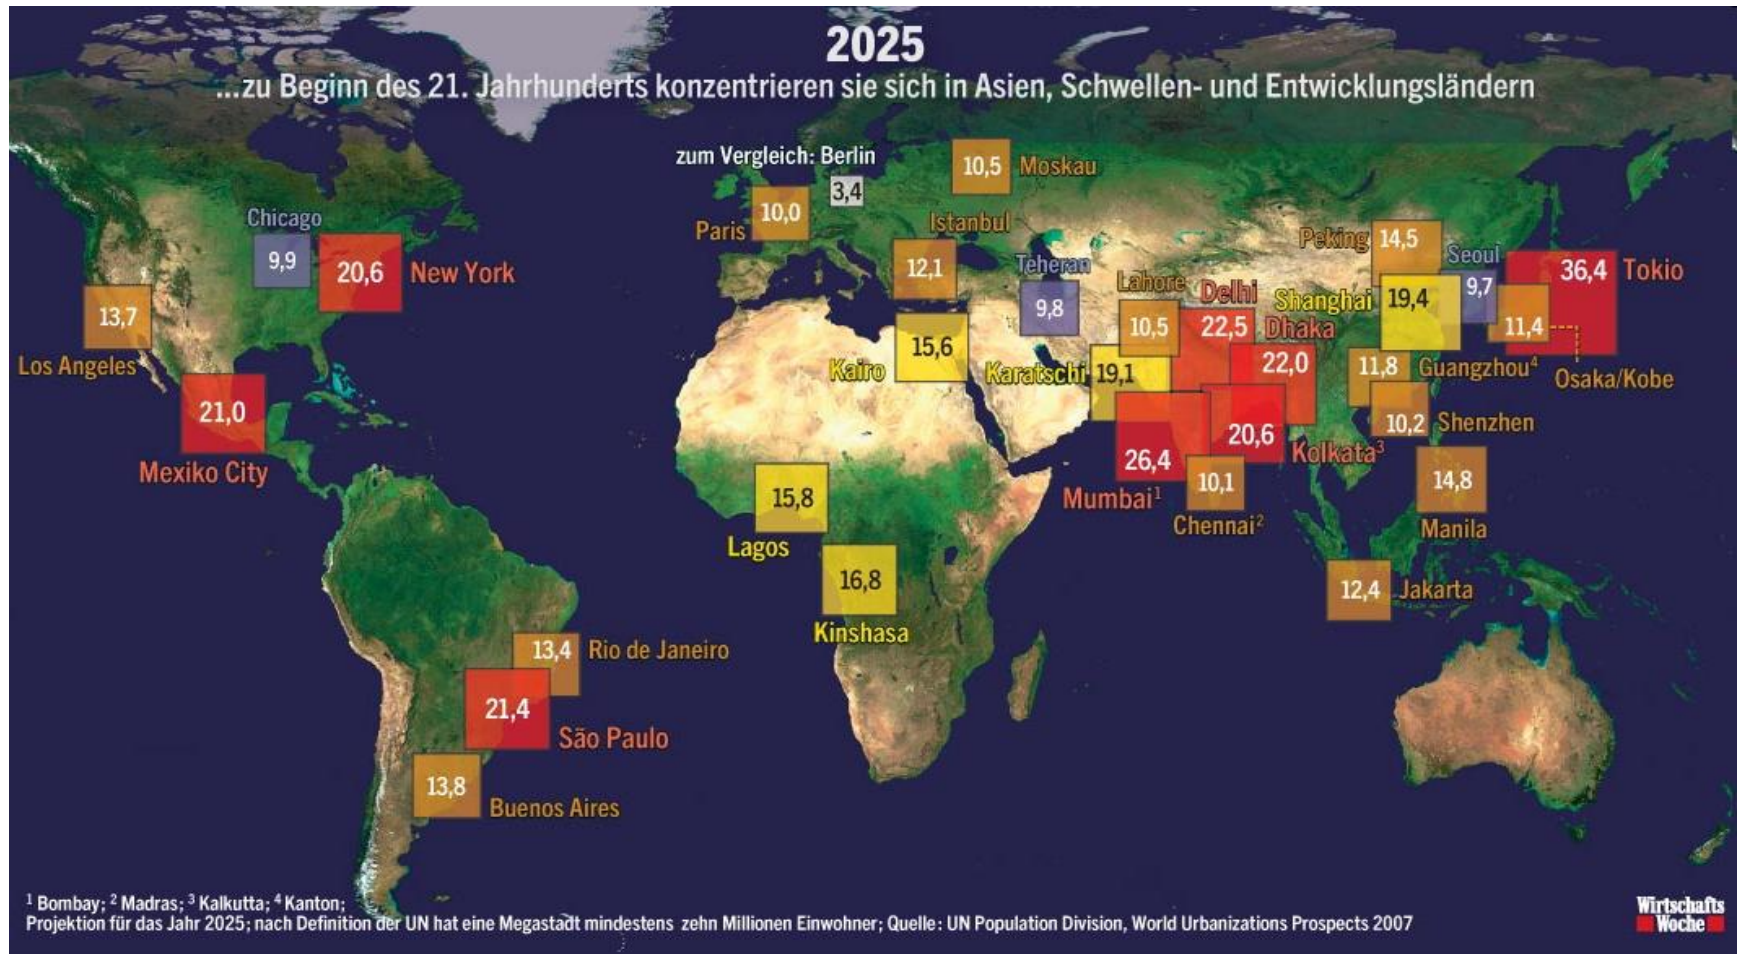 2025
...zu Beginn des 21. Jahrhunderts konzentrieren sie sich in Asien, Schwellen- und Entwicklungsländern
zum Vergleich: Berlin
3,4
10,5 Moskau
Paris
10,0
Istanbul
12,1
Chicago
9,9
20,6
New York
13,7
Los Angeles
21,0
Mexiko City
Teheran
9,8
Lahore
10,5
Delhi
22,5
Dhaka
22,0
Peking
14,5
Seoul
9,7
Shanghai
19,4
36,4
Tokio
11,4
Osaka/Kobe
Kairo
15,6
Karatschi
19,1
11,8
Guangzhou⁴
10,2
Shenzhen
20,6
Kolkata³
26,4
Mumbai¹
10,1
Chennai²
14,8
Manila
15,8
Lagos
16,8
Kinshasa
12,4
Jakarta
13,4
Rio de Janeiro
21,4
São Paulo
13,8
Buenos Aires
¹ Bombay; ² Madras; ³ Kalkutta; ⁴ Kanton;
Projektion für das Jahr 2025; nach Definition der UN hat eine Megastadt mindestens zehn Millionen Einwohner; Quelle: UN Population Division, World Urbanizations Prospects 2007
Wirtschafts
Woche